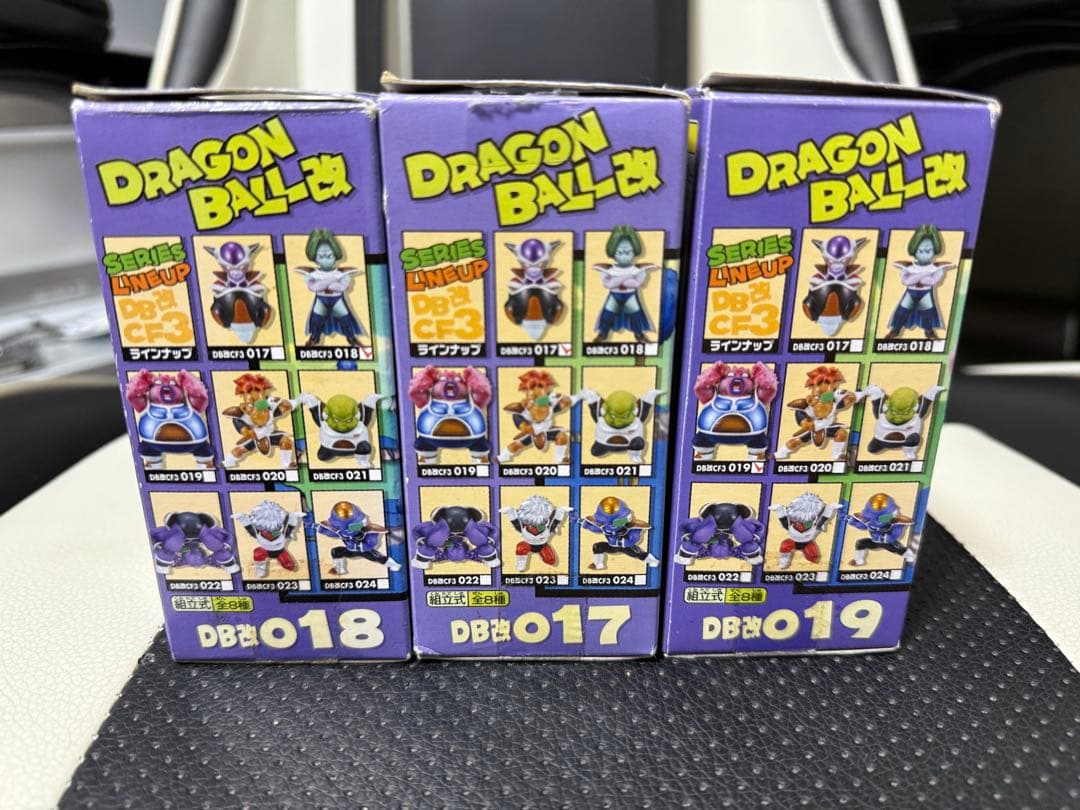 DRAGON
BALL改
SERIES
LINEUP
DB改
CF3
ラインナップ
DB改CF3 017
DB改CF3 018
DB改CF3 019
DB改CF3 020
DB改CF3 021
DB改CF3 022
DB改CF3 023
DB改CF3 024
組立式 全8種
DB改018
DRAGON
BALL改
SERIES
LINEUP
DB改
CF3
ラインナップ
DB改CF3 017
DB改CF3 018
DB改CF3 019
DB改CF3 020
DB改CF3 021
DB改CF3 022
DB改CF3 023
DB改CF3 024
組立式 全8種
DB改017
DRAGON
BALL改
SERIES
LINEUP
DB改
CF3
ラインナップ
DB改CF3 017
DB改CF3 018
DB改CF3 019
DB改CF3 020
DB改CF3 021
DB改CF3 022
DB改CF3 023
DB改CF3 024
組立式 全8種
DB改019